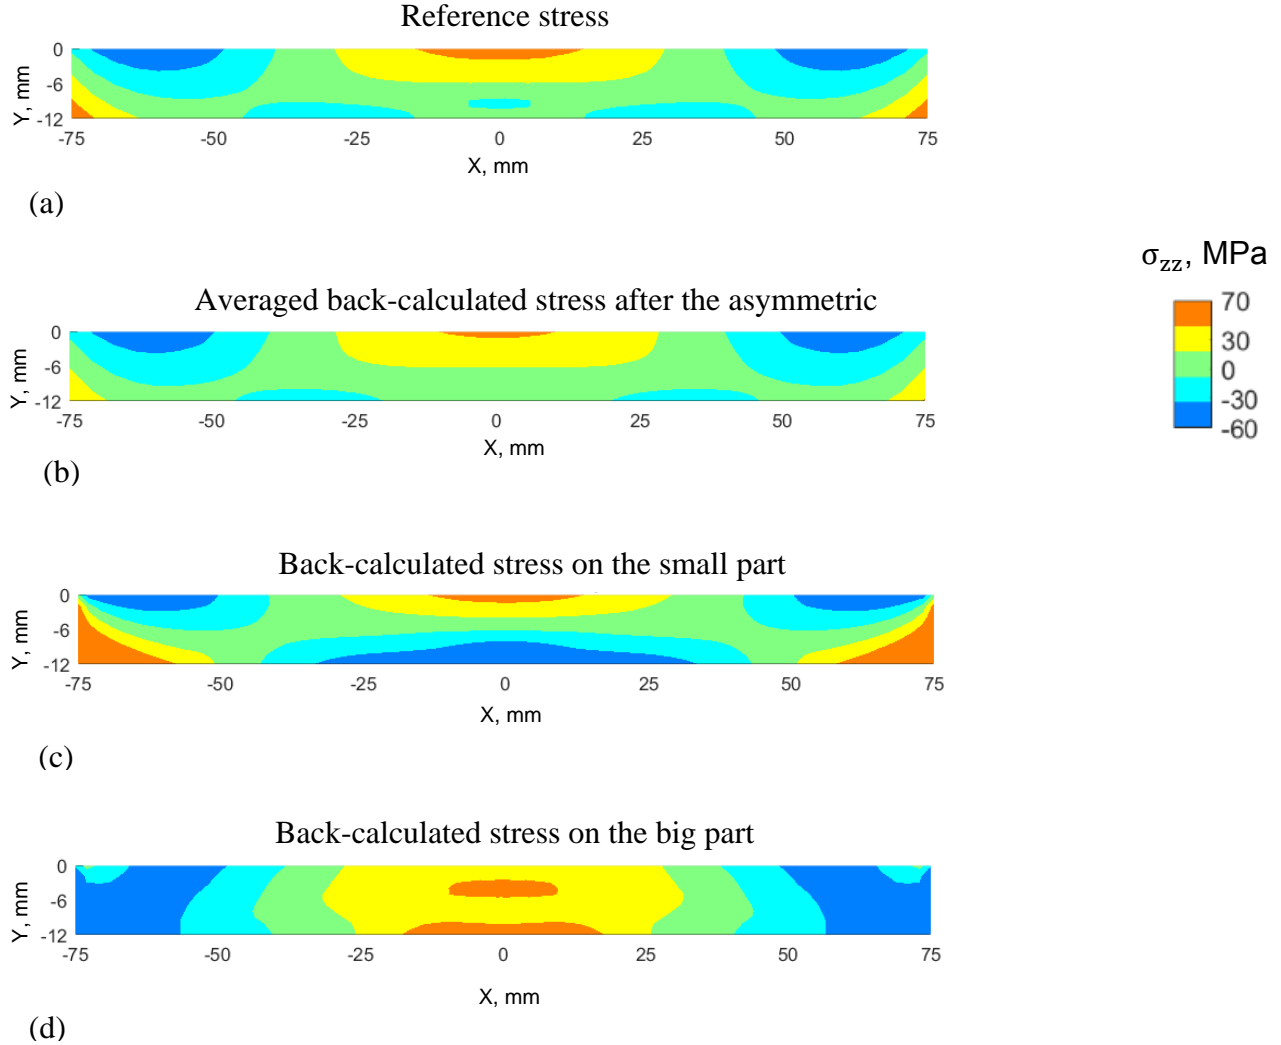 Reference stress
0
-6
-12
Y, mm
-75 -50 -25 0 25 50 75
X, mm
(a)
σzz, MPa
70
30
0
-30
-60
Averaged back-calculated stress after the asymmetric
0
-6
-12
Y, mm
-75 -50 -25 0 25 50 75
X, mm
(b)
Back-calculated stress on the small part
0
-6
-12
Y, mm
-75 -50 -25 0 25 50 75
X, mm
(c)
Back-calculated stress on the big part
0
-6
-12
Y, mm
-75 -50 -25 0 25 50 75
X, mm
(d)